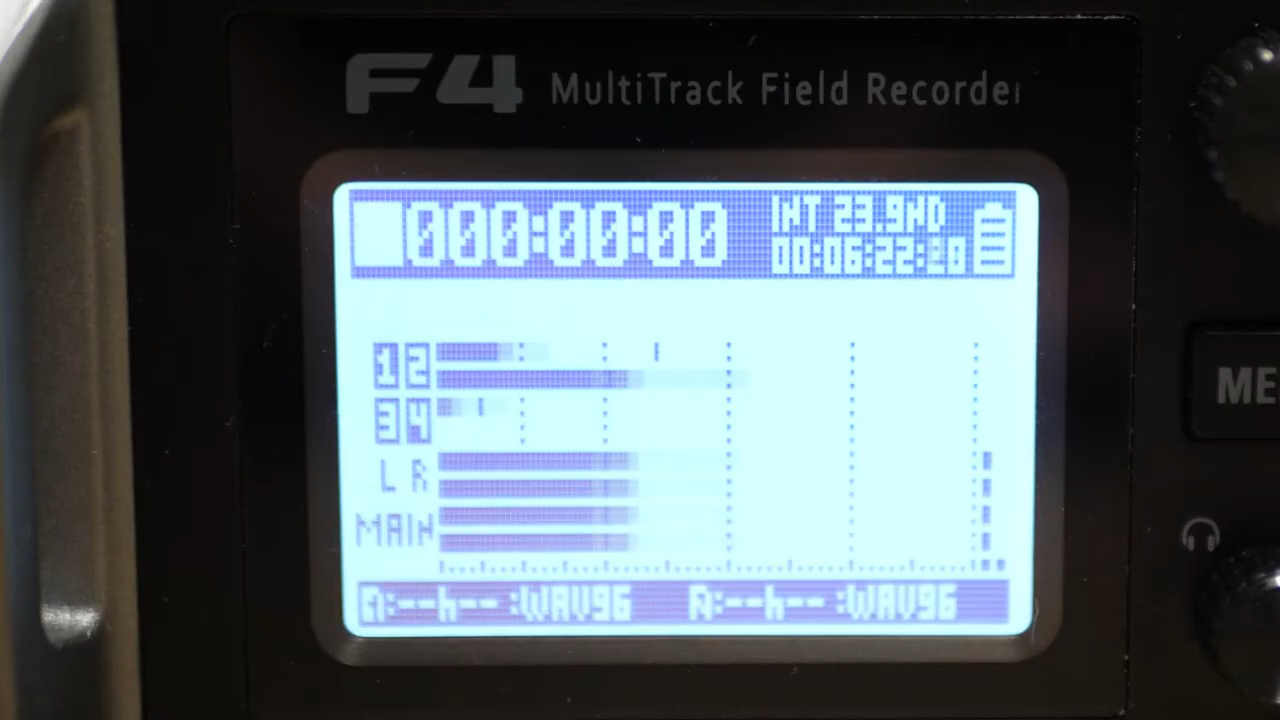 F4 MultiTrack Field Recorder
000:00:00
INT 23.9ND
00:06:22:20
1 2
ME
3 4
L R
MAIN
:--h-- :WAV96 :--h-- :WAV96